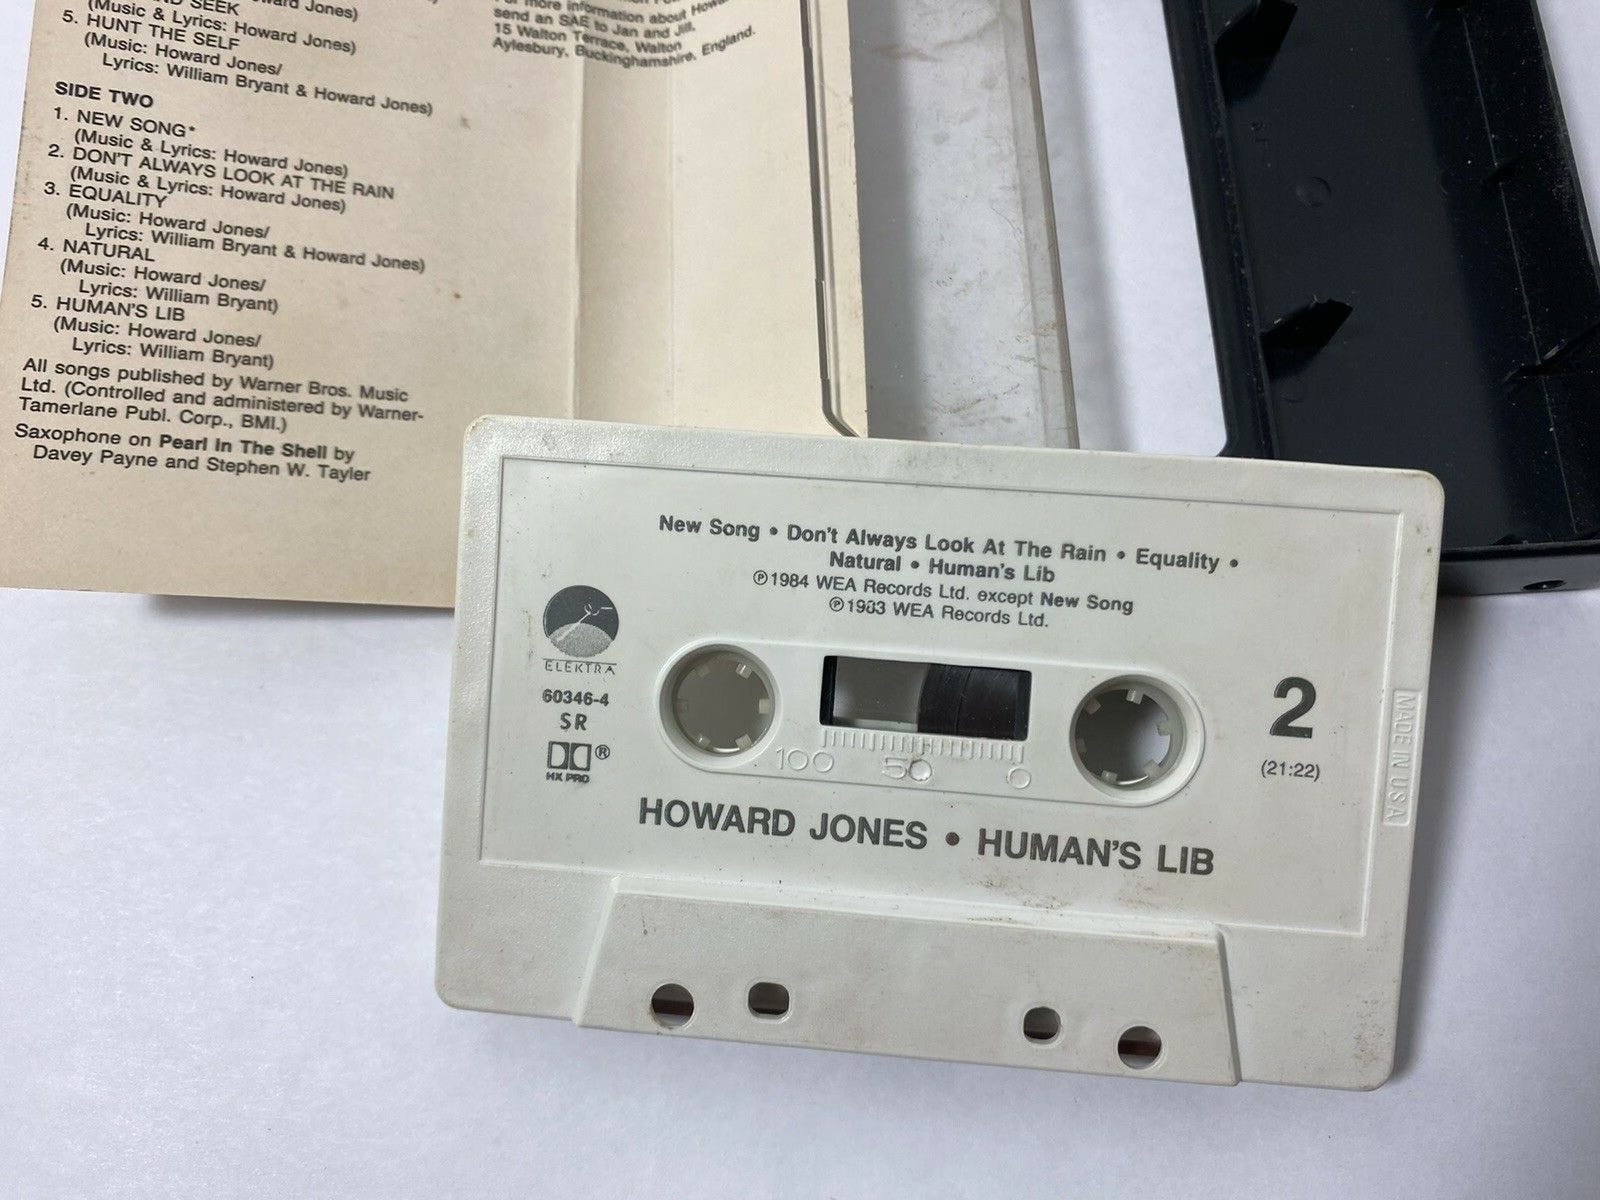 SEEK
(Music & Lyrics: Howard Jones)
5. HUNT THE SELF
(Music: Howard Jones/
Lyrics: William Bryant & Howard Jones)
SIDE TWO
1. NEW SONG*
(Music & Lyrics: Howard Jones)
2. DON'T ALWAYS LOOK AT THE RAIN
(Music & Lyrics: Howard Jones)
3. EQUALITY
(Music: Howard Jones/
Lyrics: William Bryant & Howard Jones)
4. NATURAL
(Music: Howard Jones/
Lyrics: William Bryant)
5. HUMAN'S LIB
(Music: Howard Jones/
Lyrics: William Bryant)
All songs published by Warner Bros. Music
Ltd. (Controlled and administered by Warner-
Tamerlane Publ. Corp., BMI.)
Saxophone on Pearl In The Shell by
Davey Payne and Stephen W. Tayler
For more information about
send an SAE to Jan and Jill,
15 Walton Terrace, Walton
Aylesbury, Buckinghamshire, England.
New Song • Don't Always Look At The Rain • Equality •
Natural • Human's Lib
℗1984 WEA Records Ltd. except New Song
℗1983 WEA Records Ltd.
ELEKTRA
60346-4
SR
HX PRO
100 50 0
2
(21:22)
MADE IN U.S.A
HOWARD JONES • HUMAN'S LIB